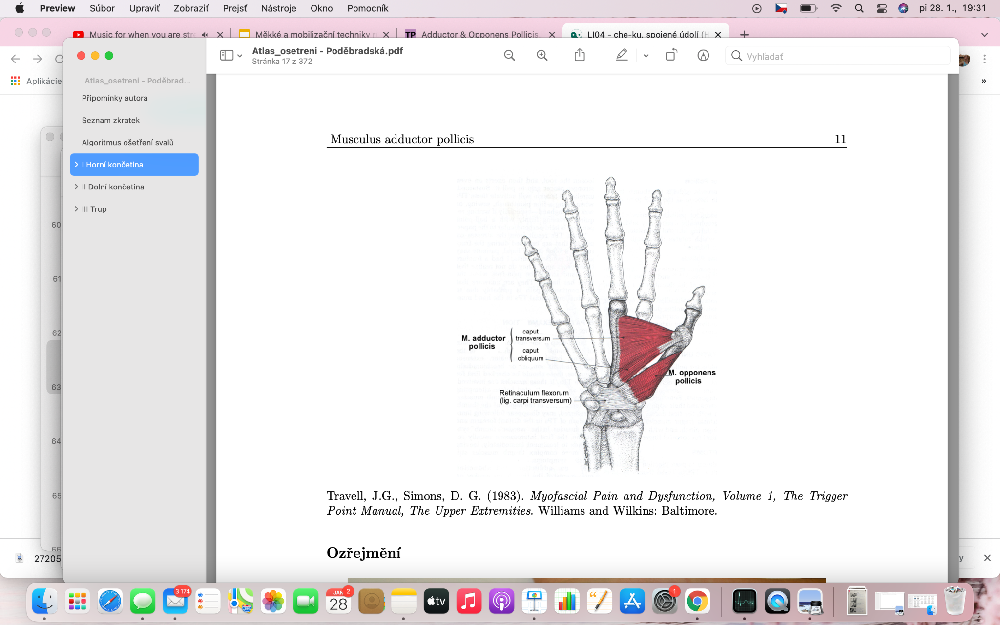 Preview Súbor Upraviť Zobraziť Prejsť Nástroje Okno Pomocník pi 28. 1., 19:31
Music for when you are stre
Měkké a mobilizační techniky r
TP Adductor & Opponens Pollicis.
LI04 - che-ku, spojené údolí (H
Aplikácie
»
Atlas_osetreni - Poděbradská.pdf
Stránka 17 z 372
Vyhľadať
Atlas_osetreni - Poděbrad...
Připomínky autora
Seznam zkratek
Algoritmus ošetření svalů
I Horní končetina
II Dolní končetina
III Trup
60
61
62
63
64
65
66
27205
y
Musculus adductor pollicis 11
M. adductor
pollicis
caput
transversum
caput
obliquum
M. opponens
pollicis
Retinaculum flexorum
(lig. carpi transversum)
Travell, J.G., Simons, D. G. (1983). Myofascial Pain and Dysfunction, Volume 1, The Trigger
Point Manual, The Upper Extremities. Williams and Wilkins: Baltimore.
Ozřejmění
3 174
280
JAN 2
28
tv
1